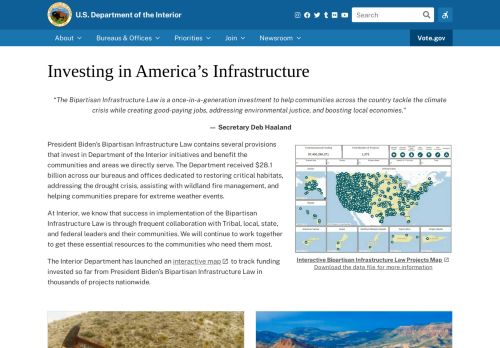 U.S. Department of the Interior
Search
About
Bureaus & Offices
Priorities
Join
Newsroom
Vote.gov
Investing in America's Infrastructure
"The Bipartisan Infrastructure Law is a once-in-a-generation investment to help communities across the country tackle the climate
crisis while creating good-paying jobs, addressing environmental justice, and boosting local economies."
— Secretary Deb Haaland
President Biden's Bipartisan Infrastructure Law contains several provisions
that invest in Department of the Interior initiatives and benefit the
communities and areas we directly serve. The Department received $28.1
billion across our bureaus and offices dedicated to restoring critical habitats,
addressing the drought crisis, assisting with wildland fire management, and
helping communities prepare for extreme weather events.
At Interior, we know that success in implementation of the Bipartisan
Infrastructure Law is through frequent collaboration with Tribal, local, state,
and federal leaders and their communities. We will continue to work together
to get these essential resources to the communities who need them most.
The Interior Department has launched an interactive map to track funding
invested so far from President Biden's Bipartisan Infrastructure Law in
thousands of projects nationwide.
Interactive Bipartisan Infrastructure Law Projects Map
Download the data file for more information